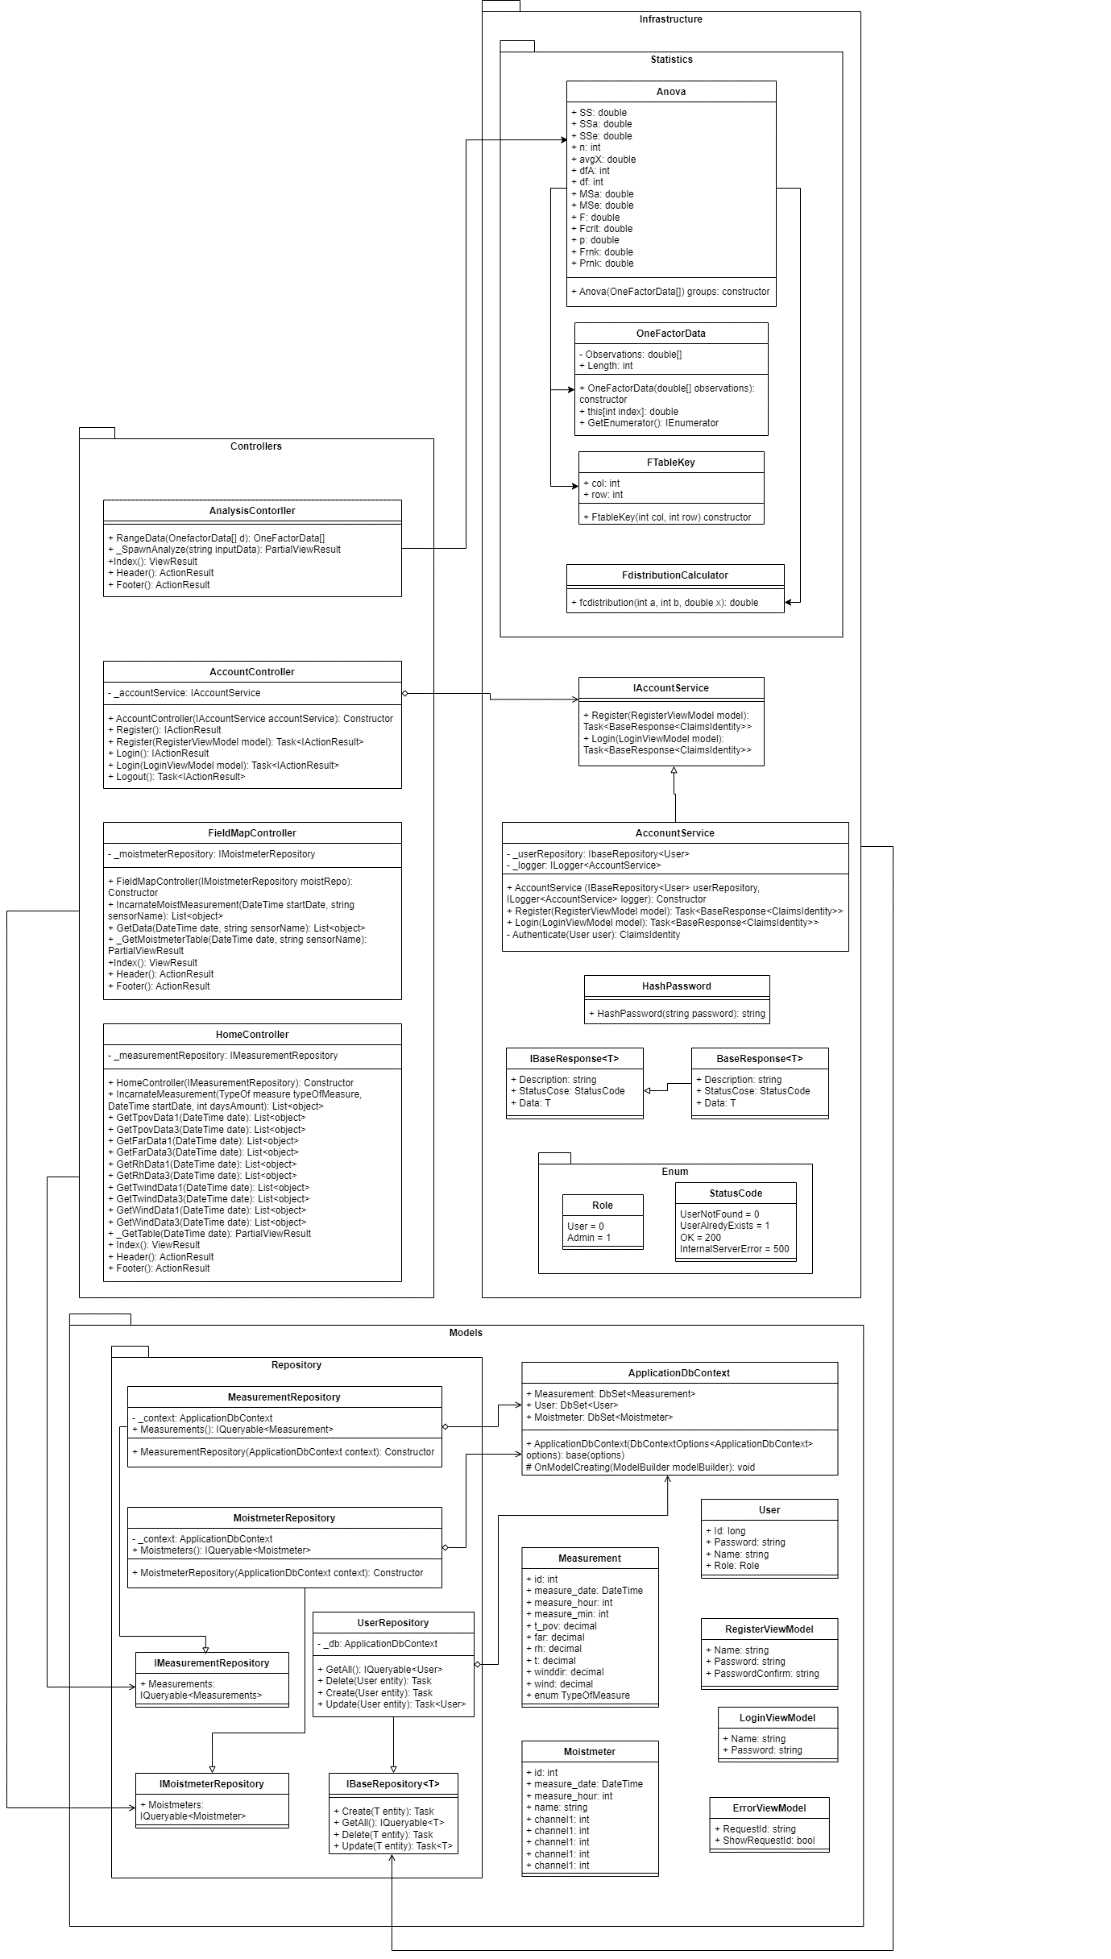 Infrastructure
Statistics
Anova
+ SS: double
+ SSa: double
+ SSe: double
+ n: int
+ avgX: double
+ dfA: int
+ df: int
+ MSa: double
+ MSe: double
+ F: double
+ Fcrit: double
+ p: double
+ Frnk: double
+ Prnk: double
+ Anova(OneFactorData[]) groups: constructor
OneFactorData
- Observations: double[]
+ Length: int
+ OneFactorData(double[] observations):
constructor
+ this[int index]: double
+ GetEnumerator(): IEnumerator
FTableKey
+ col: int
+ row: int
+ FtableKey(int col, int row) constructor
FdistributionCalculator
+ fcdistribution(int a, int b, double x): double
IAccountService
+ Register(RegisterViewModel model):
Task<BaseResponse<ClaimsIdentity>>
+ Login(LoginViewModel model):
Task<BaseResponse<ClaimsIdentity>>
AcconuntService
- _userRepository: IbaseRepository<User>
- _logger: ILogger<AccountService>
+ AccountService (IBaseRepository<User> userRepository,
ILogger<AccountService> logger): Constructor
+ Register(RegisterViewModel model): Task<BaseResponse<ClaimsIdentity>>
+ Login(LoginViewModel model): Task<BaseResponse<ClaimsIdentity>>
- Authenticate(User user): ClaimsIdentity
HashPassword
+ HashPassword(string password): string
IBaseResponse<T>
+ Description: string
+ StatusCose: StatusCode
+ Data: T
BaseResponse<T>
+ Description: string
+ StatusCose: StatusCode
+ Data: T
Enum
Role
User = 0
Admin = 1
StatusCode
UserNotFound = 0
UserAlredyExists = 1
OK = 200
InternalServerError = 500
Controllers
AnalysisContorller
+ RangeData(OnefactorData[] d): OneFactorData[]
+ _SpawnAnalyze(string inputData): PartialViewResult
+Index(): ViewResult
+ Header(): ActionResult
+ Footer(): ActionResult
AccountController
- _accountService: IAccountService
+ AccountController(IAccountService accountService): Constructor
+ Register(): IActionResult
+ Register(RegisterViewModel model): Task<IActionResult>
+ Login(): IActionResult
+ Login(LoginViewModel model): Task<IActionResult>
+ Logout(): Task<IActionResult>
FieldMapController
- _moistmeterRepository: IMoistmeterRepository
+ FieldMapController(IMoistmeterRepository moistRepo):
Constructor
+ IncarnateMoistMeasurement(DateTime startDate, string
sensorName): List<object>
+ GetData(DateTime date, string sensorName): List<object>
+ _GetMoistmeterTable(DateTime date, string sensorName):
PartialViewResult
+Index(): ViewResult
+ Header(): ActionResult
+ Footer(): ActionResult
HomeController
- _measurementRepository: IMeasurementRepository
+ HomeController(IMeasurementRepository): Constructor
+ IncarnateMeasurement(TypeOf measure typeOfMeasure,
DateTime startDate, int daysAmount): List<object>
+ GetTpovData1(DateTime date): List<object>
+ GetTpovData3(DateTime date): List<object>
+ GetFarData1(DateTime date): List<object>
+ GetFarData3(DateTime date): List<object>
+ GetRhData1(DateTime date): List<object>
+ GetRhData3(DateTime date): List<object>
+ GetTwindData1(DateTime date): List<object>
+ GetTwindData3(DateTime date): List<object>
+ GetWindData1(DateTime date): List<object>
+ GetWindData3(DateTime date): List<object>
+ _GetTable(DateTime date): PartialViewResult
+ Index(): ViewResult
+ Header(): ActionResult
+ Footer(): ActionResult
Models
Repository
MeasurementRepository
- _context: ApplicationDbContext
+ Measurements(): IQueryable<Measurement>
+ MeasurementRepository(ApplicationDbContext context): Constructor
MoistmeterRepository
- _context: ApplicationDbContext
+ Moistmeters(): IQueryable<Moistmeter>
+ MoistmeterRepository(ApplicationDbContext context): Constructor
UserRepository
- _db: ApplicationDbContext
+ GetAll(): IQueryable<User>
+ Delete(User entity): Task
+ Create(User entity): Task
+ Update(User entity): Task<User>
IMeasurementRepository
+ Measurements:
IQueryable<Measurements>
IMoistmeterRepository
+ Moistmeters:
IQueryable<Moistmeter>
IBaseRepository<T>
+ Create(T entity): Task
+ GetAll(): IQueryable<T>
+ Delete(T entity): Task
+ Update(T entity): Task<T>
ApplicationDbContext
+ Measurement: DbSet<Measurement>
+ User: DbSet<User>
+ Moistmeter: DbSet<Moistmeter>
+ ApplicationDbContext(DbContextOptions<ApplicationDbContext>
options): base(options)
# OnModelCreating(ModelBuilder modelBuilder): void
Measurement
+ id: int
+ measure_date: DateTime
+ measure_hour: int
+ measure_min: int
+ t_pov: decimal
+ far: decimal
+ rh: decimal
+ t: decimal
+ winddir: decimal
+ wind: decimal
+ enum TypeOfMeasure
Moistmeter
+ id: int
+ measure_date: DateTime
+ measure_hour: int
+ name: string
+ channel1: int
+ channel1: int
+ channel1: int
+ channel1: int
+ channel1: int
User
+ Id: long
+ Password: string
+ Name: string
+ Role: Role
RegisterViewModel
+ Name: string
+ Password: string
+ PasswordConfirm: string
LoginViewModel
+ Name: string
+ Password: string
ErrorViewModel
+ RequestId: string
+ ShowRequestId: bool